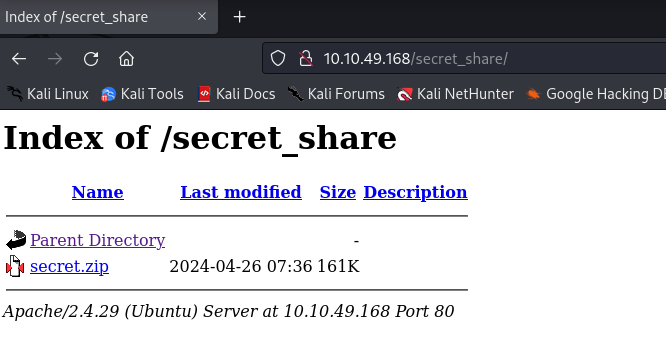 Index of /secret_share
10.10.49.168/secret_share/
Kali Linux Kali Tools Kali Docs Kali Forums Kali NetHunter Google Hacking
Index of /secret_share
Name Last modified Size Description
Parent Directory -
secret.zip 2024-04-26 07:36 161K
Apache/2.4.29 (Ubuntu) Server at 10.10.49.168 Port 80